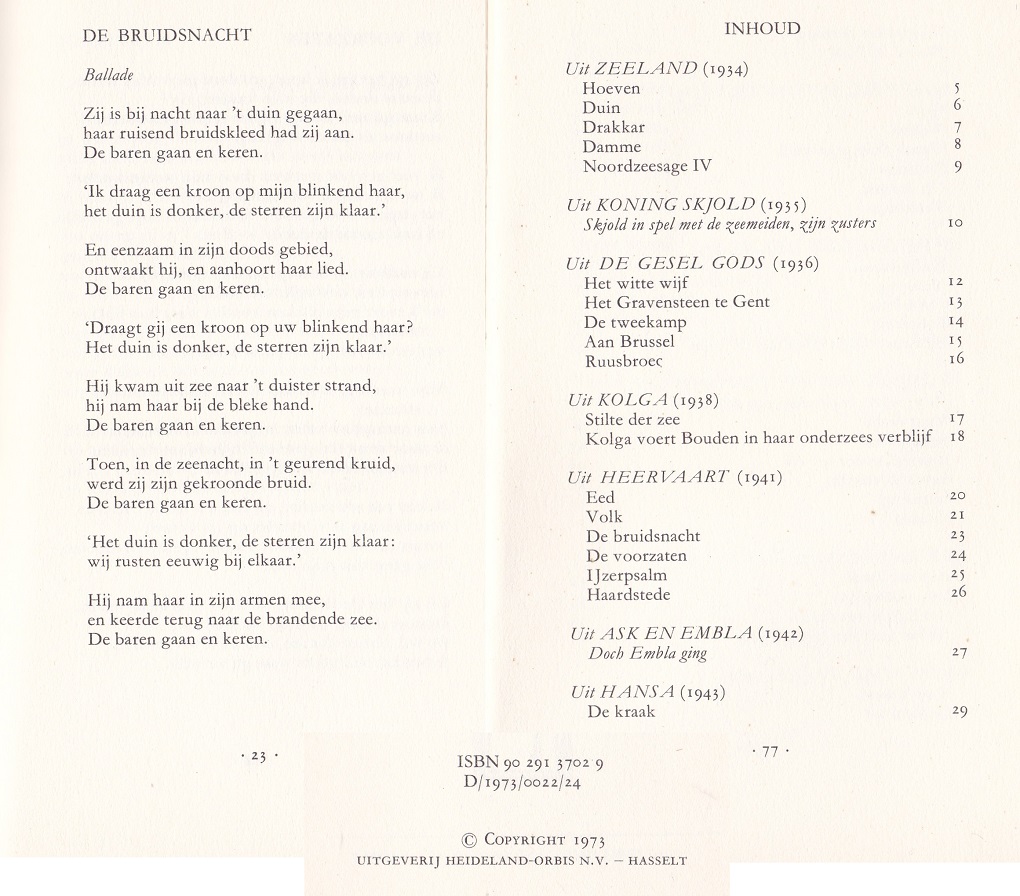 DE BRUIDSNACHT
Ballade
Zij is bij nacht naar 't duin gegaan,
haar ruisend bruidskleed had zij aan.
De baren gaan en keren.
'Ik draag een kroon op mijn blinkend haar,
het duin is donker, de sterren zijn klaar.'
En eenzaam in zijn doods gebied,
ontwaakt hij, en aanhoort haar lied.
De baren gaan en keren.
'Draagt gij een kroon op uw blinkend haar?
Het duin is donker, de sterren zijn klaar.'
Hij kwam uit zee naar 't duister strand,
hij nam haar bij de bleke hand.
De baren gaan en keren.
Toen, in de zeenacht, in 't geurend kruid,
werd zij zijn gekroonde bruid.
De baren gaan en keren.
'Het duin is donker, de sterren zijn klaar:
wij rusten eeuwig bij elkaar.'
Hij nam haar in zijn armen mee,
en keerde terug naar de brandende zee.
De baren gaan en keren.
· 23 ·
INHOUD
Uit ZEELAND (1934)
Hoeven 5
Duin 6
Drakkar 7
Damme 8
Noordzeesage IV 9
Uit KONING SKJOLD (1935)
Skjold in spel met de zeemeiden, zijn zusters 10
Uit DE GESEL GODS (1936)
Het witte wijf 12
Het Gravensteen te Gent 13
De tweekamp 14
Aan Brussel 15
Ruusbroec 16
Uit KOLGA (1938)
Stilte der zee 17
Kolga voert Bouden in haar onderzees verblijf 18
Uit HEERVAART (1941)
Eed 20
Volk 21
De bruidsnacht 23
De voorzaten 24
IJzerpsalm 25
Haardstede 26
Uit ASK EN EMBLA (1942)
Doch Embla ging 27
Uit HANSA (1943)
De kraak 29
· 77 ·
ISBN 90 291 3702 9
D/1973/0022/24
© COPYRIGHT 1973
UITGEVERIJ HEIDELAND-ORBIS N.V. – HASSELT